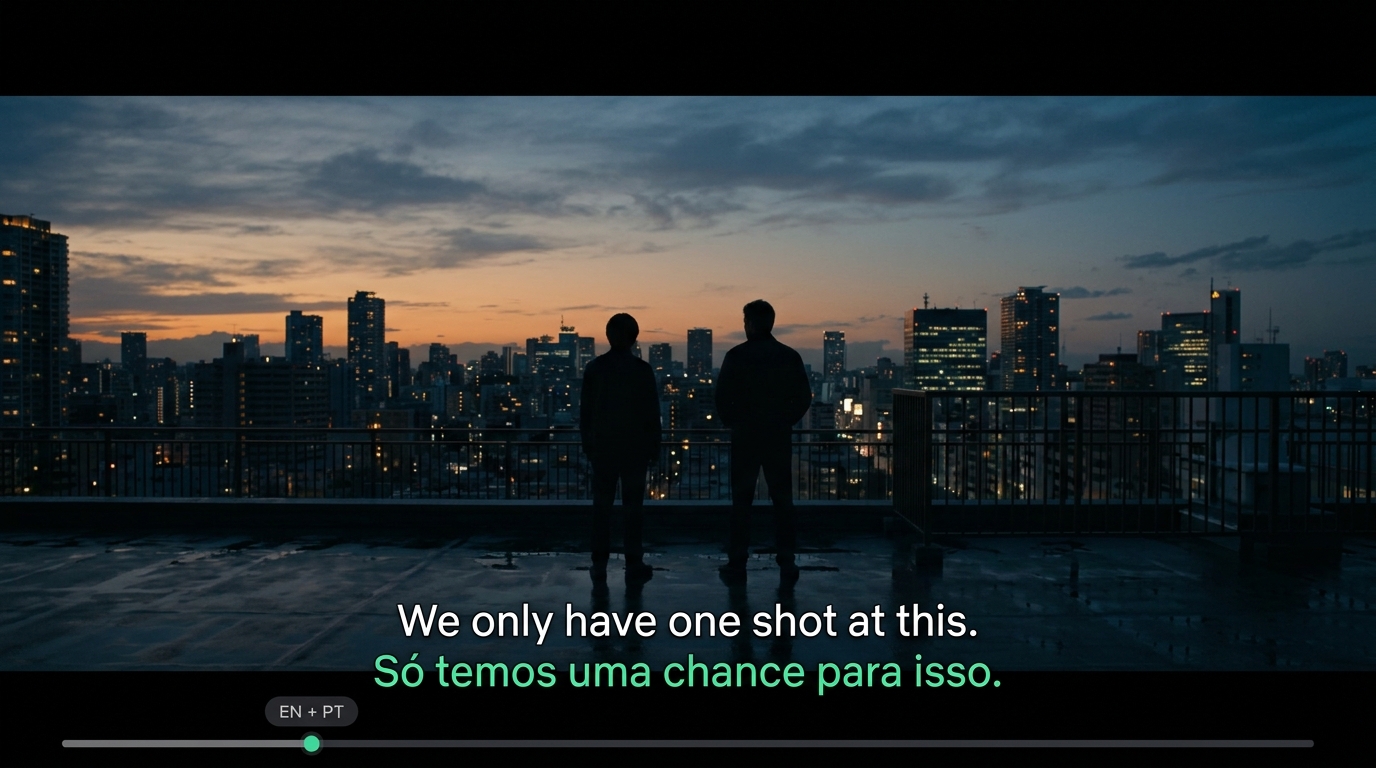 We only have one shot at this.
Só temos uma chance para isso.
EN + PT